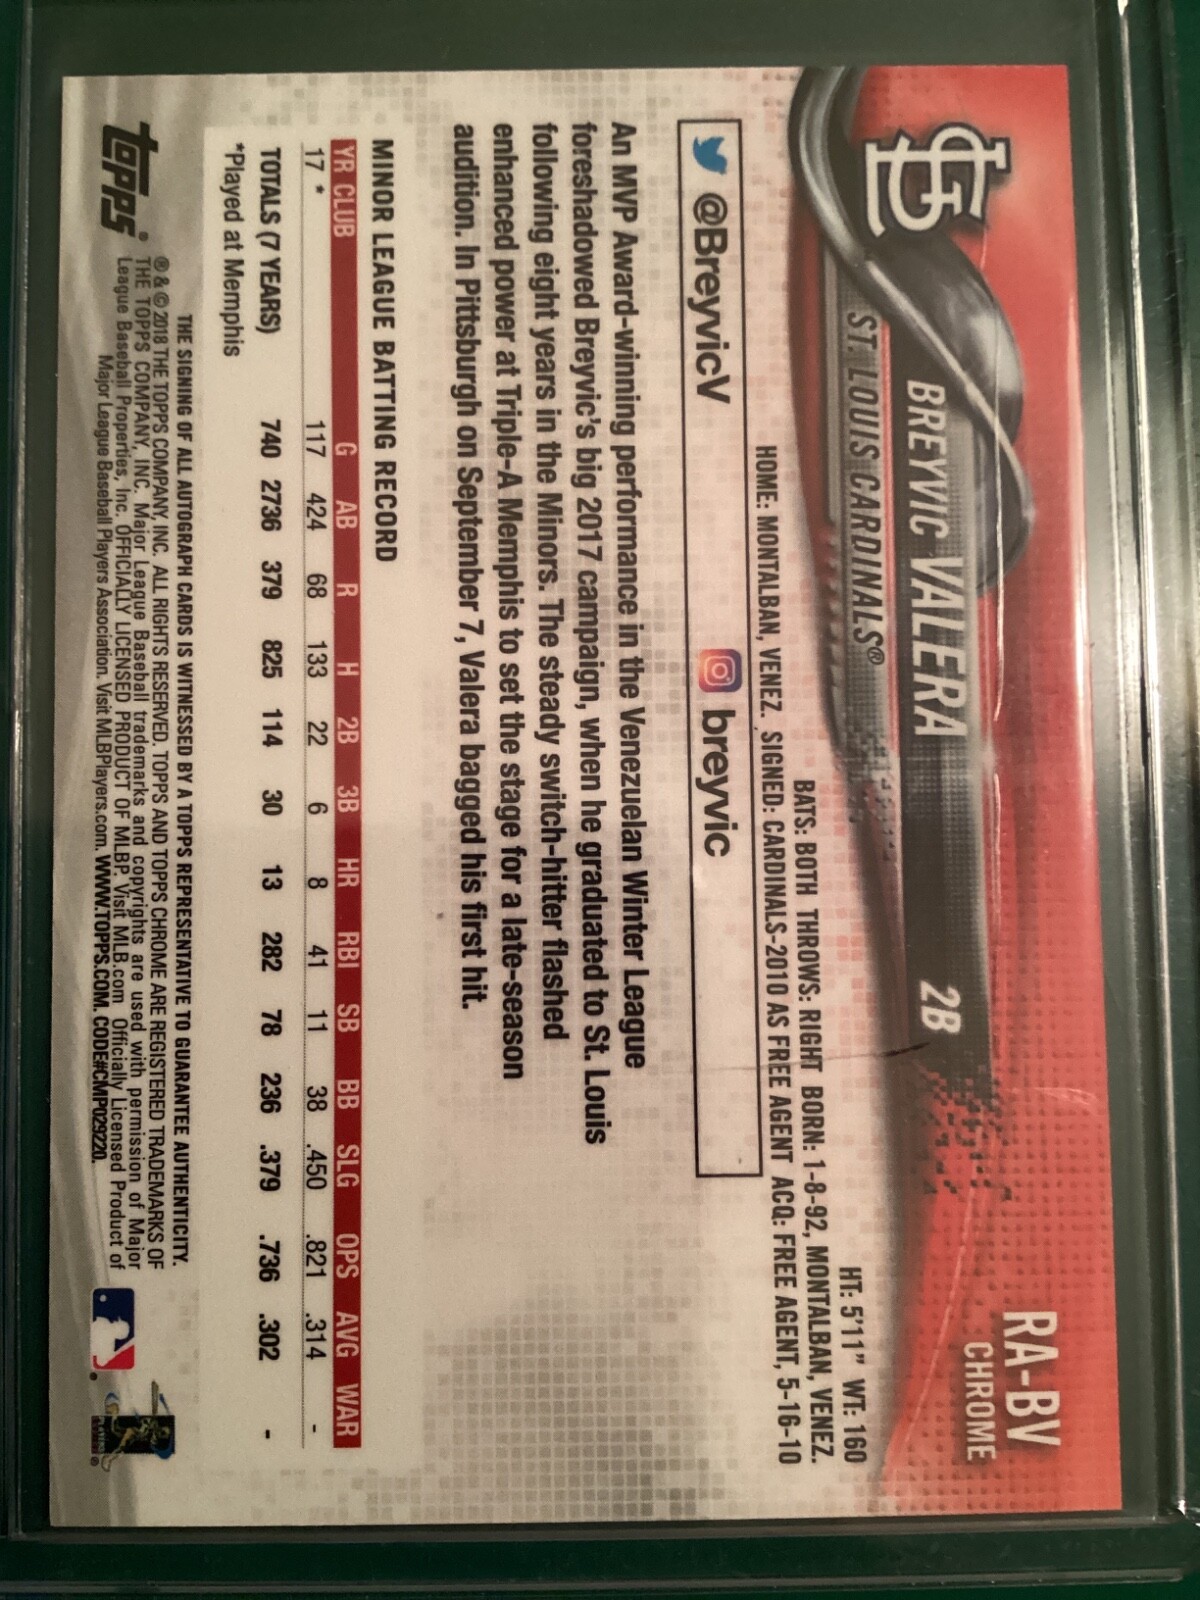 RA-BV
CHROME
BREYVIC VALERA 2B
ST. LOUIS CARDINALS®
HT: 5'11" WT: 160
BATS: BOTH THROWS: RIGHT BORN: 1-8-92, MONTALBAN, VENEZ.
HOME: MONTALBAN, VENEZ. SIGNED: CARDINALS-2010 AS FREE AGENT ACQ: FREE AGENT, 5-16-10
@BreyvicV breyvic
An MVP Award-winning performance in the Venezuelan Winter League
foreshadowed Breyvic's big 2017 campaign, when he graduated to St. Louis
following eight years in the Minors. The steady switch-hitter flashed
enhanced power at Triple-A Memphis to set the stage for a late-season
audition. In Pittsburgh on September 7, Valera bagged his first hit.
MINOR LEAGUE BATTING RECORD
YR CLUB G AB R H 2B 3B HR RBI SB BB SLG OPS AVG WAR
17 * 117 424 68 133 22 6 8 41 11 38 .450 .821 .314 -
TOTALS (7 YEARS) 740 2736 379 825 114 30 13 282 78 236 .379 .736 .302 -
*Played at Memphis
THE SIGNING OF ALL AUTOGRAPH CARDS IS WITNESSED BY A TOPPS REPRESENTATIVE TO GUARANTEE AUTHENTICITY.
® & © 2018 THE TOPPS COMPANY, INC. ALL RIGHTS RESERVED. TOPPS AND TOPPS CHROME ARE REGISTERED TRADEMARKS OF
THE TOPPS COMPANY, INC. Major League Baseball trademarks and copyrights are used with permission of Major
League Baseball Properties, Inc. OFFICIALLY LICENSED PRODUCT OF MLBP. Visit MLB.com Officially Licensed Product of
Major League Baseball Players Association. Visit MLBPlayers.com. WWW.TOPPS.COM. CODE#CMP029220.
topps